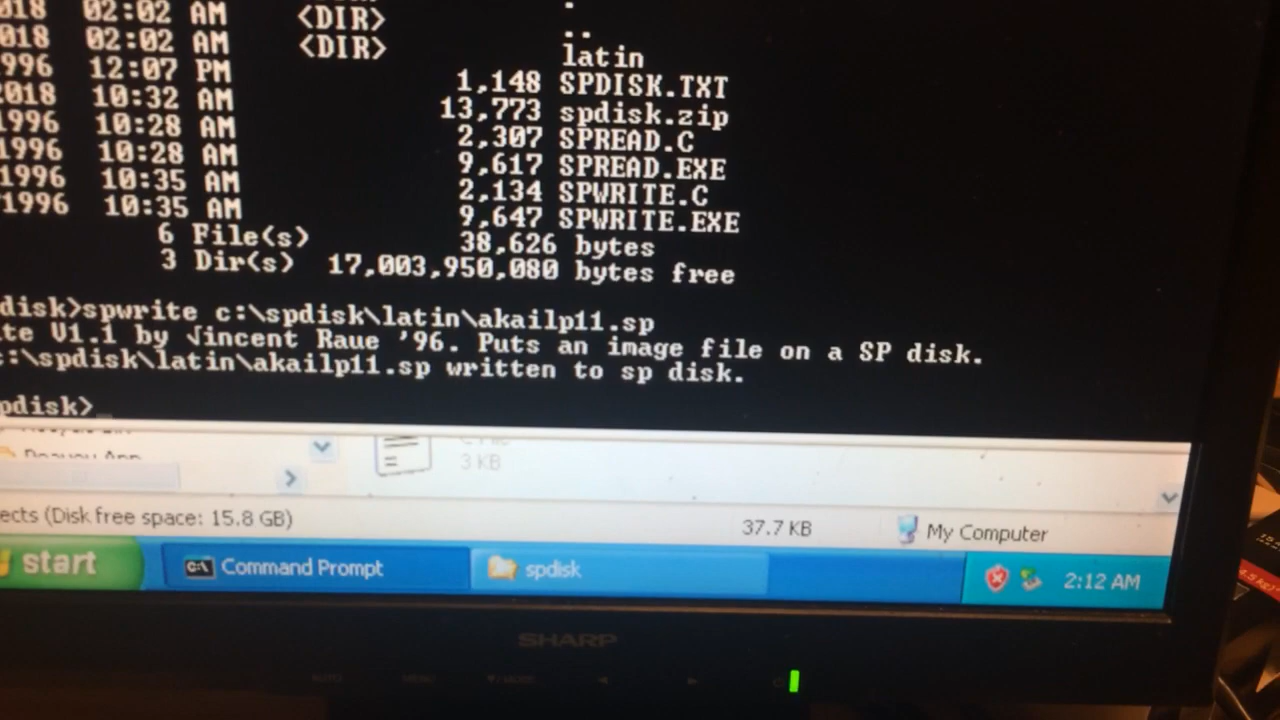 018 02:02 AM <DIR> .
018 02:02 AM <DIR> ..
latin
996 12:07 PM 1,148 SPDISK.TXT
2018 10:32 AM 13,773 spdisk.zip
1996 10:28 AM 2,307 SPREAD.C
1996 10:28 AM 9,617 SPREAD.EXE
1996 10:35 AM 2,134 SPWRITE.C
1996 10:35 AM 9,647 SPWRITE.EXE
6 File(s) 38,626 bytes
3 Dir(s) 17,003,950,080 bytes free
disk>spwrite c:\spdisk\latin\akailp11.sp
te V1.1 by √incent Raue '96. Puts an image file on a SP disk.
c:\spdisk\latin\akailp11.sp written to sp disk.
pdisk>_
3 KB
ects (Disk free space: 15.8 GB) 37.7 KB My Computer
start C:\ Command Prompt spdisk 2:12 AM
SHARP
AUTO MENU